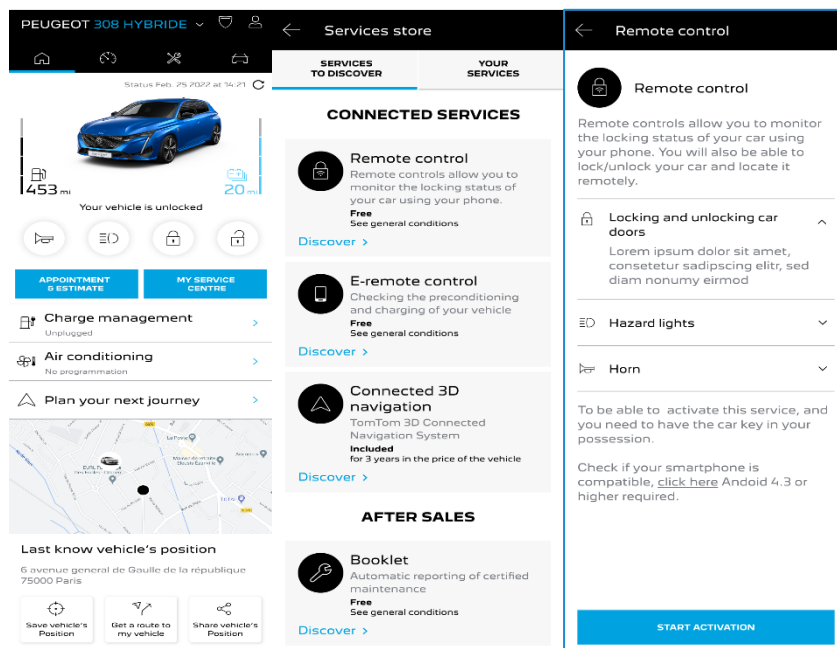 PEUGEOT 308 HYBRIDE
Status Feb. 25 2022 at 14:21
453 mi
20 mi
Your vehicle is unlocked
APPOINTMENT
& ESTIMATE
MY SERVICE
CENTRE
Charge management
Unplugged
Air conditioning
No programmation
Plan your next journey
Last know vehicle's position
6 avenue general de Gaulle de la république
75000 Paris
Save vehicle's
Position
Get a route to
my vehicle
Share vehicle's
Position
Services store
SERVICES
TO DISCOVER
YOUR
SERVICES
CONNECTED SERVICES
Remote control
Remote controls allow you to
monitor the locking status of
your car using your phone.
Free
See general conditions
Discover >
E-remote control
Checking the preconditioning
and charging of your vehicle
Free
See general conditions
Discover >
Connected 3D
navigation
TomTom 3D Connected
Navigation System
Included
for 3 years in the price of the vehicle
Discover >
AFTER SALES
Booklet
Automatic reporting of certified
maintenance
Free
See general conditions
Discover >
Remote control
Remote control
Remote controls allow you to monitor
the locking status of your car using
your phone. You will also be able to
lock/unlock your car and locate it
remotely.
Locking and unlocking car
doors
Lorem ipsum dolor sit amet,
consetetur sadipscing elitr, sed
diam nonumy eirmod
Hazard lights
Horn
To be able to activate this service, and
you need to have the car key in your
possession.
Check if your smartphone is
compatible, click here Andoid 4.3 or
higher required.
START ACTIVATION